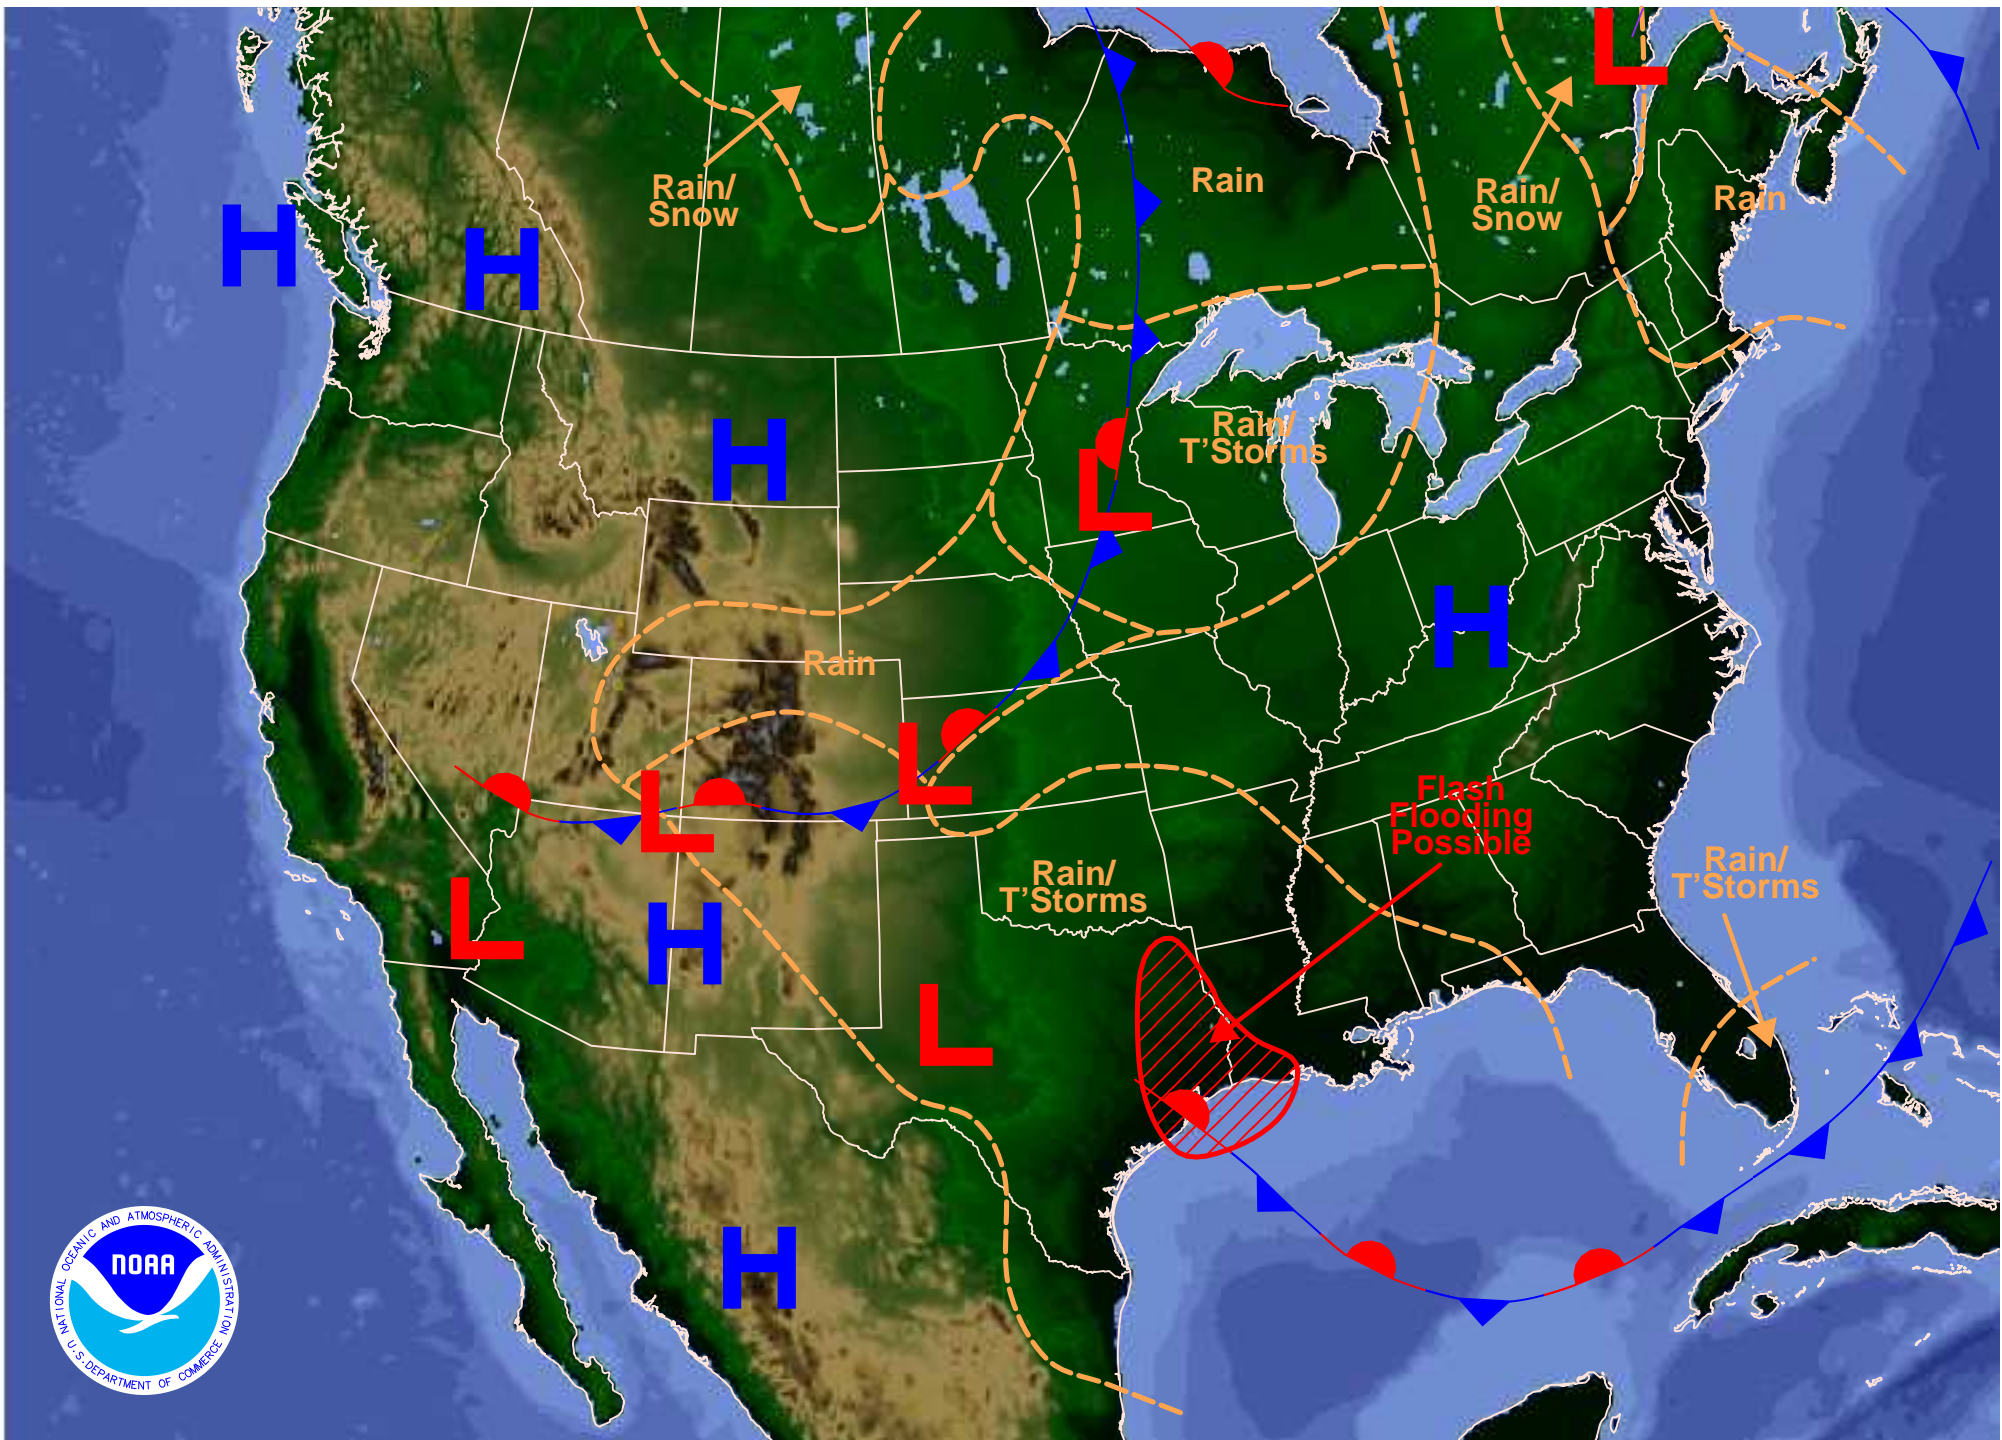 L
Rain/
Snow
Rain
Rain/
Snow
Rain
H
H
H
Rain/
T'Storms
L
H
Rain
L
L
Flash
Flooding
Possible
Rain/
T'Storms
Rain/
T'Storms
L
H
L
H
NATIONAL OCEANIC AND ATMOSPHERIC ADMINISTRATION
NOAA
U.S. DEPARTMENT OF COMMERCE